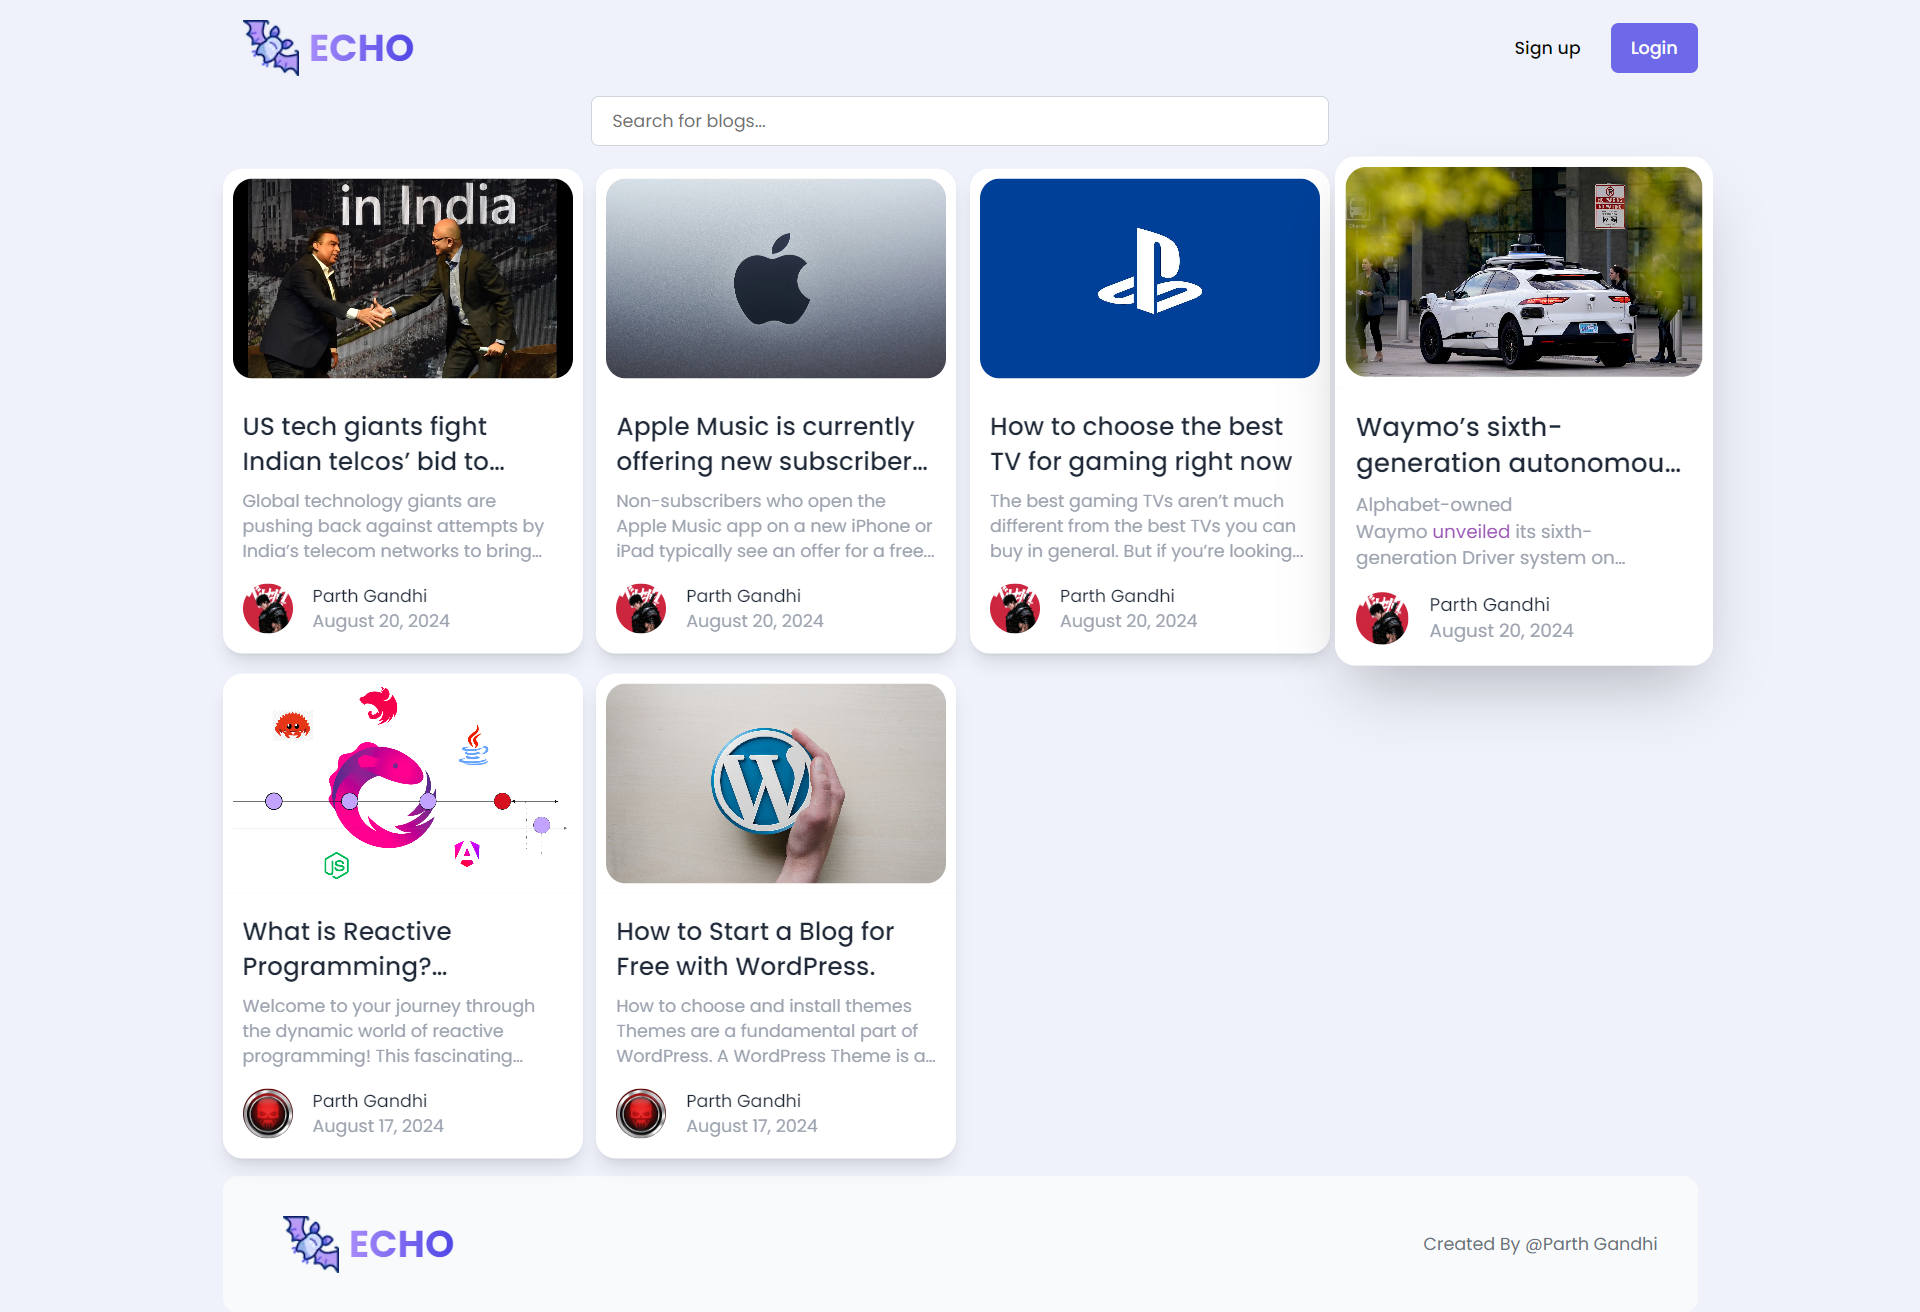 ECHO
Sign up
Login
Search for blogs...
in India
US tech giants fight
Indian telcos’ bid to...
Global technology giants are
pushing back against attempts by
India’s telecom networks to bring...
Parth Gandhi
August 20, 2024
Apple Music is currently
offering new subscriber...
Non-subscribers who open the
Apple Music app on a new iPhone or
iPad typically see an offer for a free...
Parth Gandhi
August 20, 2024
How to choose the best
TV for gaming right now
The best gaming TVs aren’t much
different from the best TVs you can
buy in general. But if you’re looking...
Parth Gandhi
August 20, 2024
Waymo’s sixth-
generation autonomou...
Alphabet-owned
Waymo unveiled its sixth-
generation Driver system on...
Parth Gandhi
August 20, 2024
JS
What is Reactive
Programming?...
Welcome to your journey through
the dynamic world of reactive
programming! This fascinating...
Parth Gandhi
August 17, 2024
W
How to Start a Blog for
Free with WordPress.
How to choose and install themes
Themes are a fundamental part of
WordPress. A WordPress Theme is a...
Parth Gandhi
August 17, 2024
ECHO
Created By @Parth Gandhi